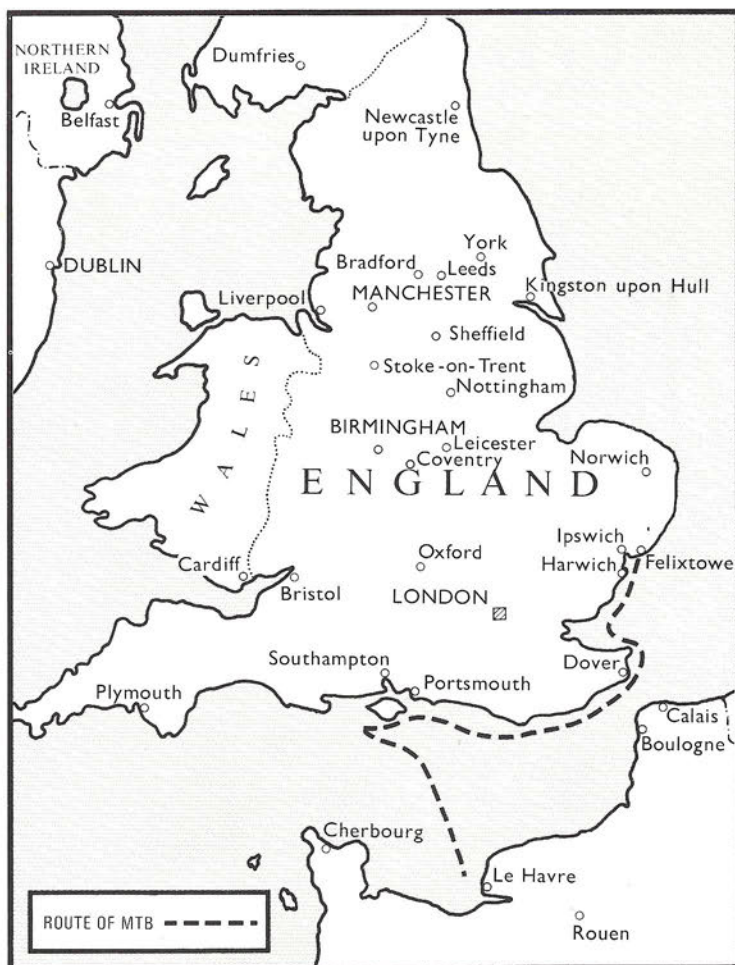 NORTHERN
IRELAND
Dumfries
Belfast
Newcastle
upon Tyne
York
DUBLIN
Bradford
Leeds
Kingston upon Hull
Liverpool
MANCHESTER
Sheffield
WALES
Stoke-on-Trent
Nottingham
BIRMINGHAM
Leicester
Coventry
Norwich
ENGLAND
Ipswich
Cardiff
Oxford
Harwich
Felixtowe
Bristol
LONDON
Southampton
Dover
Plymouth
Portsmouth
Calais
Boulogne
Cherbourg
Le Havre
ROUTE OF MTB
Rouen